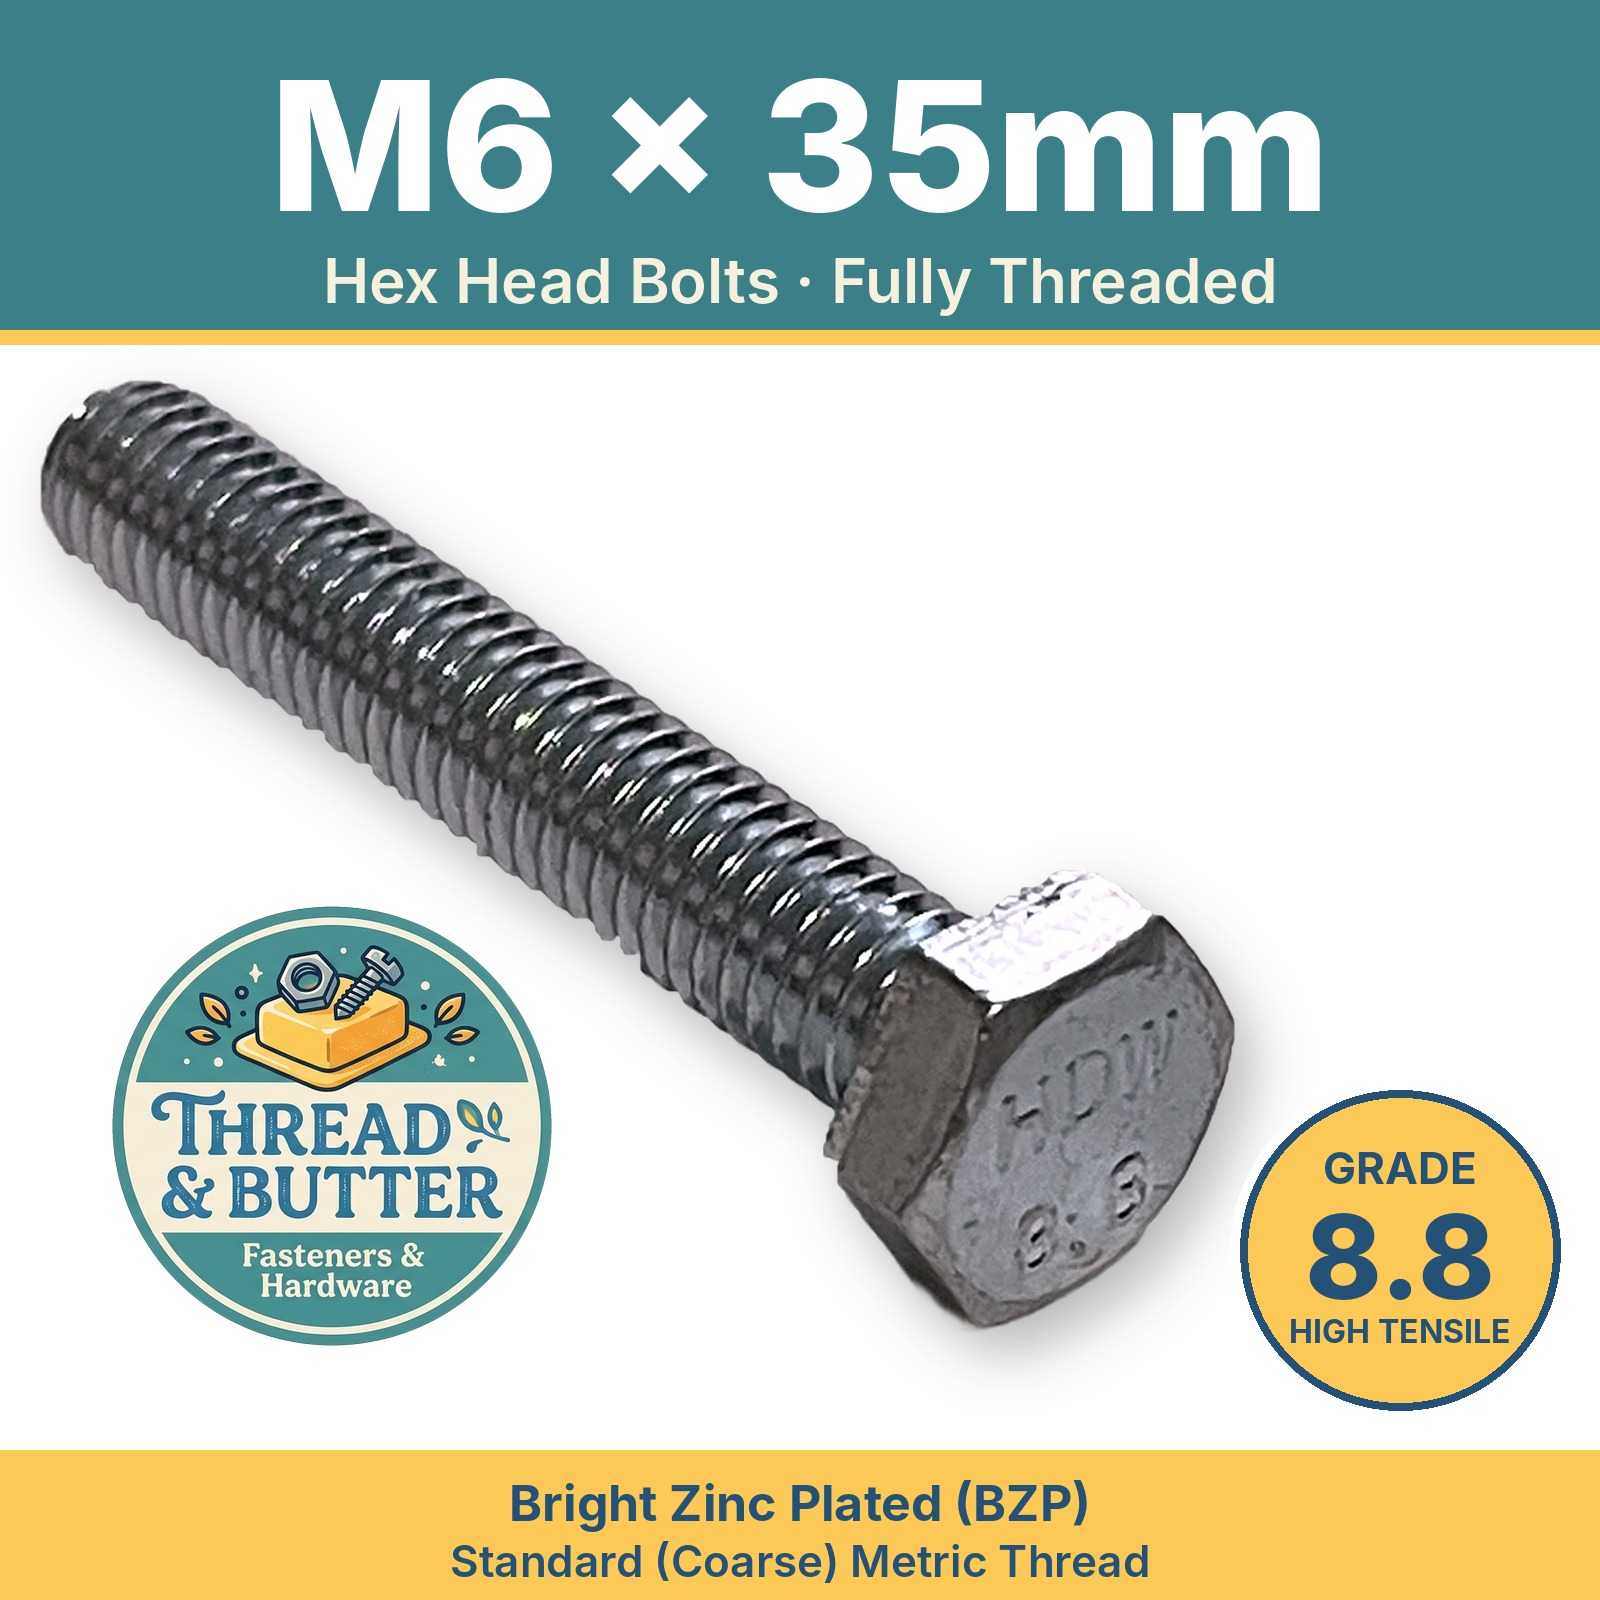 M6 × 35mm
Hex Head Bolts · Fully Threaded
HDW
8.8
THREAD
& BUTTER
Fasteners &
Hardware
GRADE
8.8
HIGH TENSILE
Bright Zinc Plated (BZP)
Standard (Coarse) Metric Thread